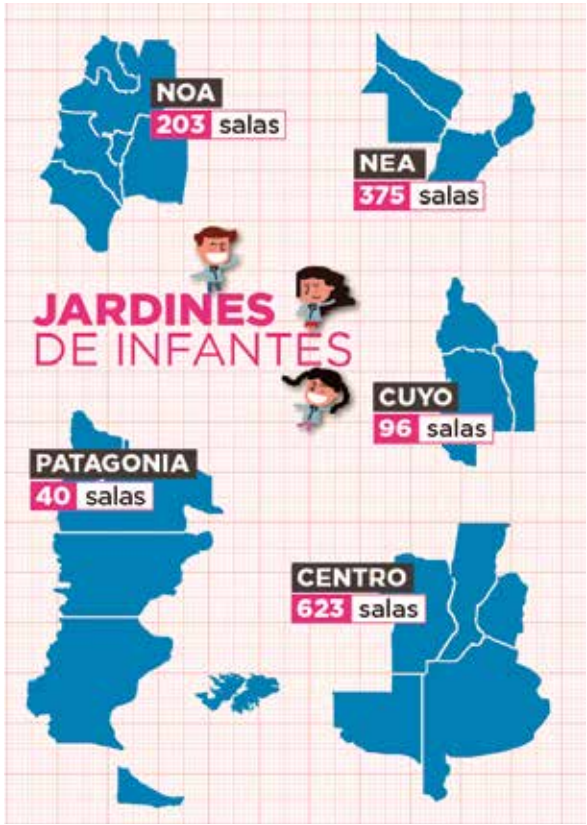 NOA
203 salas
NEA
375 salas
JARDINES
DE INFANTES
CUYO
96 salas
PATAGONIA
40 salas
CENTRO
623 salas